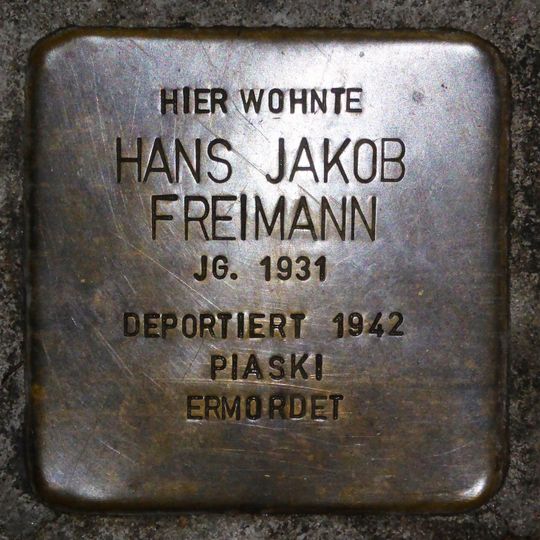 HIER WOHNTE
HANS JAKOB
FREIMANN
JG. 1931
DEPORTIERT 1942
PIASKI
ERMORDET